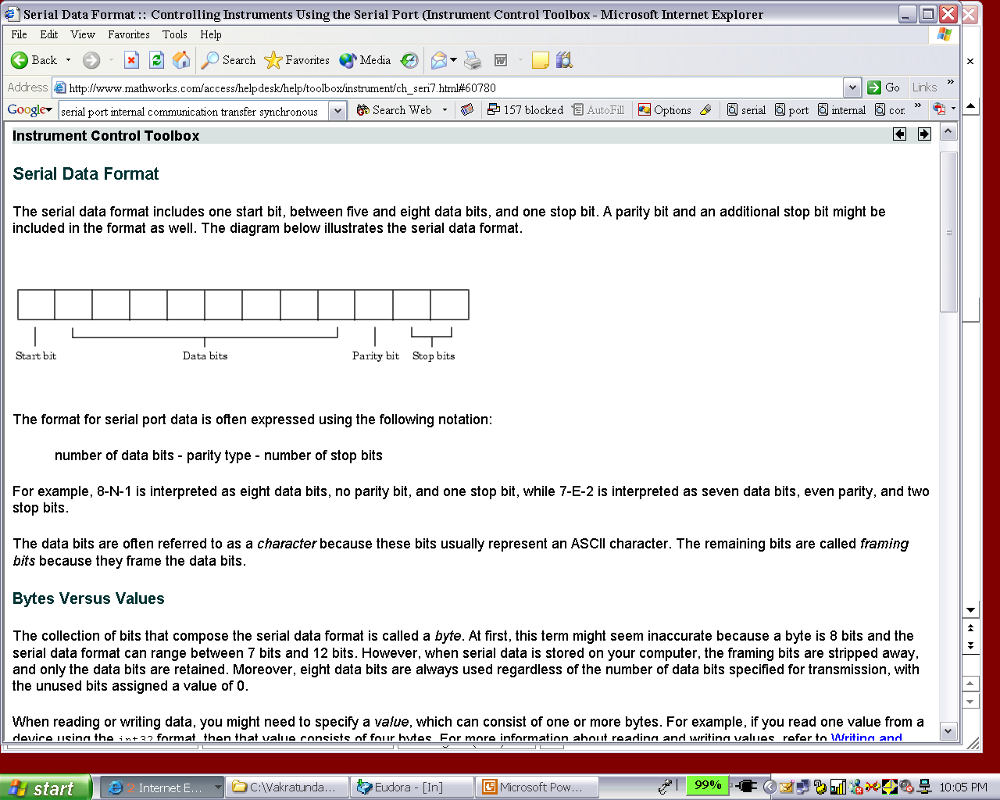 Serial Data Format :: Controlling Instruments Using the Serial Port (Instrument Control Toolbox - Microsoft Internet Explorer
File Edit View Favorites Tools Help
Back Search Favorites Media
Address http://www.mathworks.com/access/helpdesk/help/toolbox/instrument/ch_seri7.html#60780 Go Links »
Google serial port internal communication transfer synchronous Search Web 157 blocked AutoFill Options serial port internal cor. »
Instrument Control Toolbox
Serial Data Format
The serial data format includes one start bit, between five and eight data bits, and one stop bit. A parity bit and an additional stop bit might be
included in the format as well. The diagram below illustrates the serial data format.
Start bit Data bits Parity bit Stop bits
The format for serial port data is often expressed using the following notation:
number of data bits - parity type - number of stop bits
For example, 8-N-1 is interpreted as eight data bits, no parity bit, and one stop bit, while 7-E-2 is interpreted as seven data bits, even parity, and two
stop bits.
The data bits are often referred to as a character because these bits usually represent an ASCII character. The remaining bits are called framing
bits because they frame the data bits.
Bytes Versus Values
The collection of bits that compose the serial data format is called a byte. At first, this term might seem inaccurate because a byte is 8 bits and the
serial data format can range between 7 bits and 12 bits. However, when serial data is stored on your computer, the framing bits are stripped away,
and only the data bits are retained. Moreover, eight data bits are always used regardless of the number of data bits specified for transmission, with
the unused bits assigned a value of 0.
When reading or writing data, you might need to specify a value, which can consist of one or more bytes. For example, if you read one value from a
device using the int32 format, then that value consists of four bytes. For more information about reading and writing values, refer to Writing and
start 2 Internet E... C:\Vakratunda... Eudora - [In] Microsoft Pow... 99% 10:05 PM